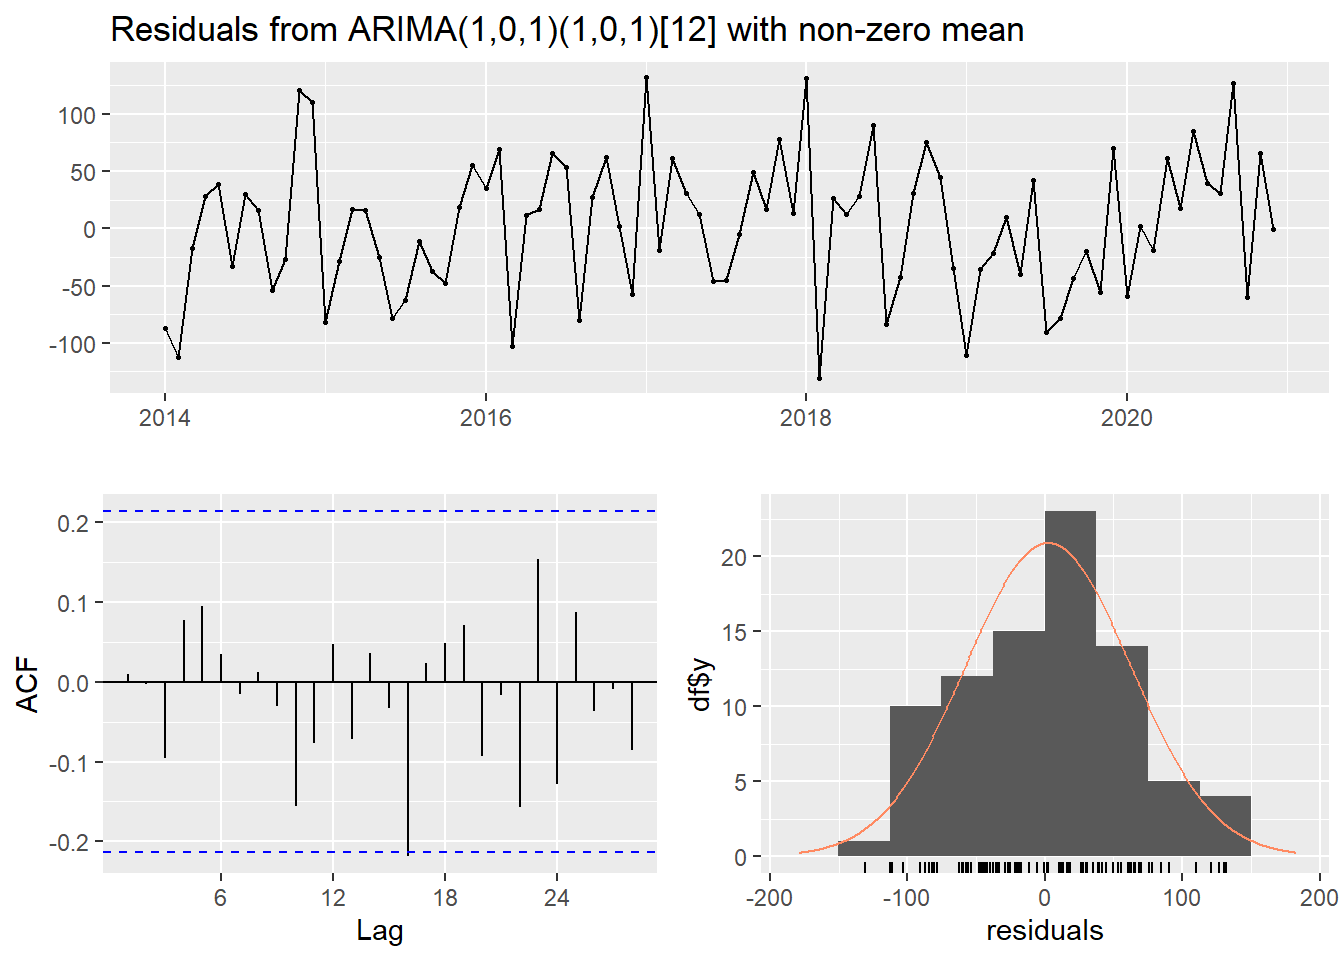 Residuals from ARIMA(1,0,1)(1,0,1)[12] with non-zero mean
100
50
0
-50
-100
2014 2016 2018 2020
ACF
0.2
0.1
0.0
-0.1
-0.2
6 12 18 24
Lag
df$y
20
15
10
5
0
-200 -100 0 100 200
residuals